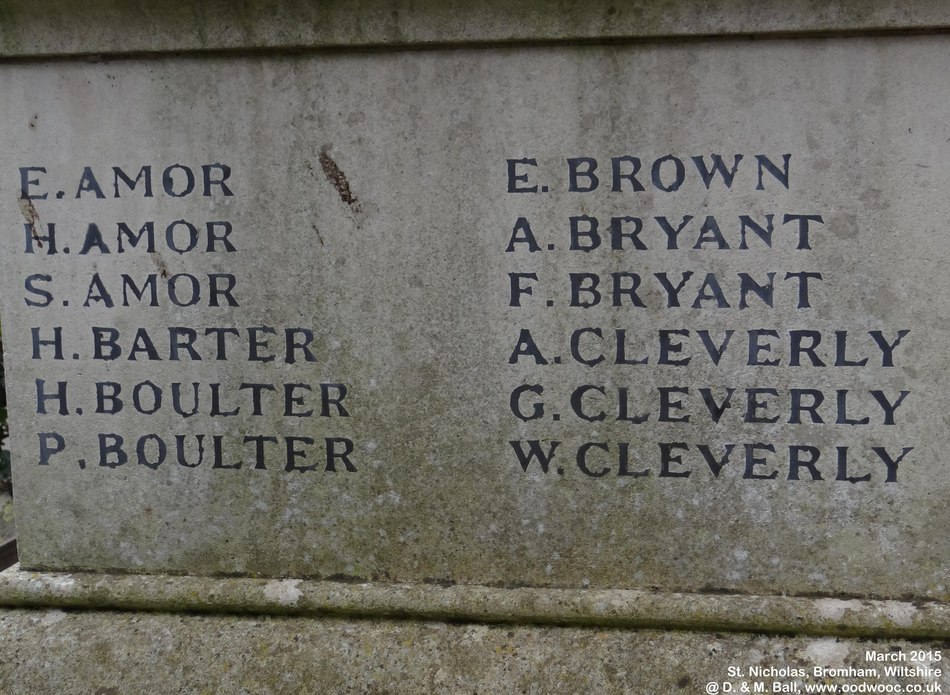 E. AMOR
H. AMOR
S. AMOR
H. BARTER
H. BOULTER
P. BOULTER
E. BROWN
A. BRYANT
F. BRYANT
A. CLEVERLY
G. CLEVERLY
W. CLEVERLY
March 2015
St. Nicholas, Bromham, Wiltshire
@ D. & M. Ball, www.oodwooc.co.uk